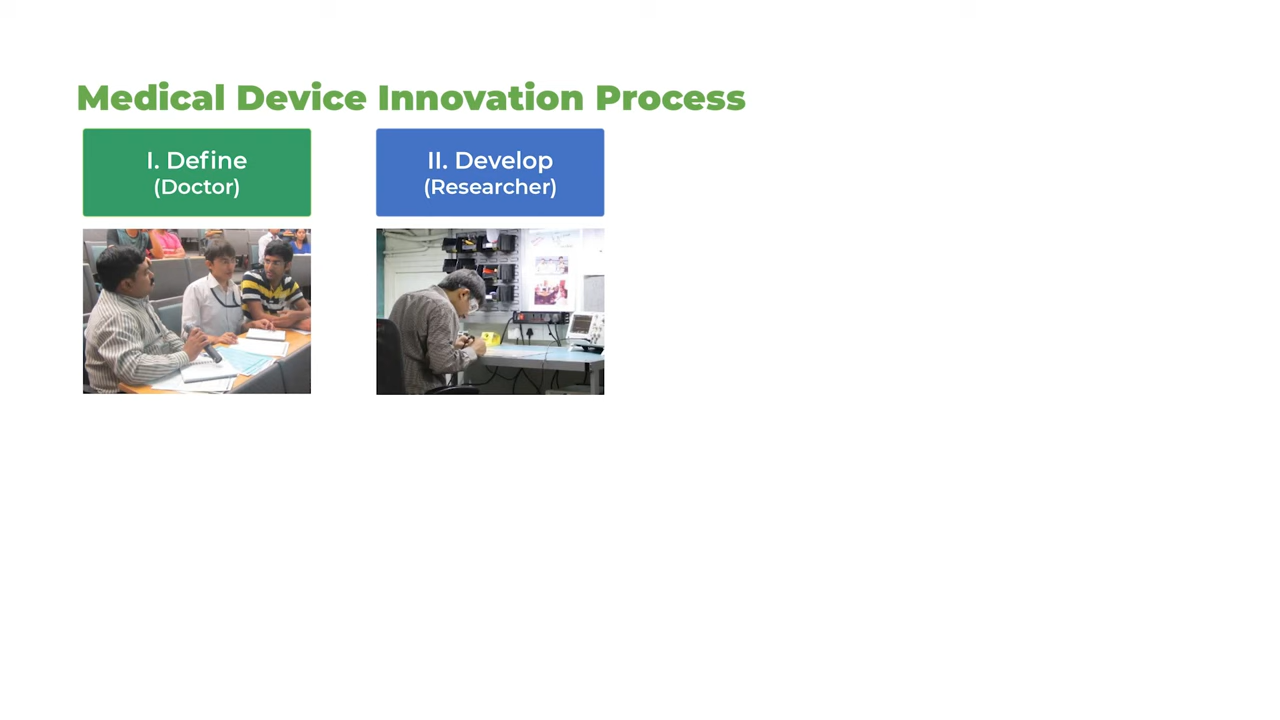 Medical Device Innovation Process
I. Define
(Doctor)
II. Develop
(Researcher)